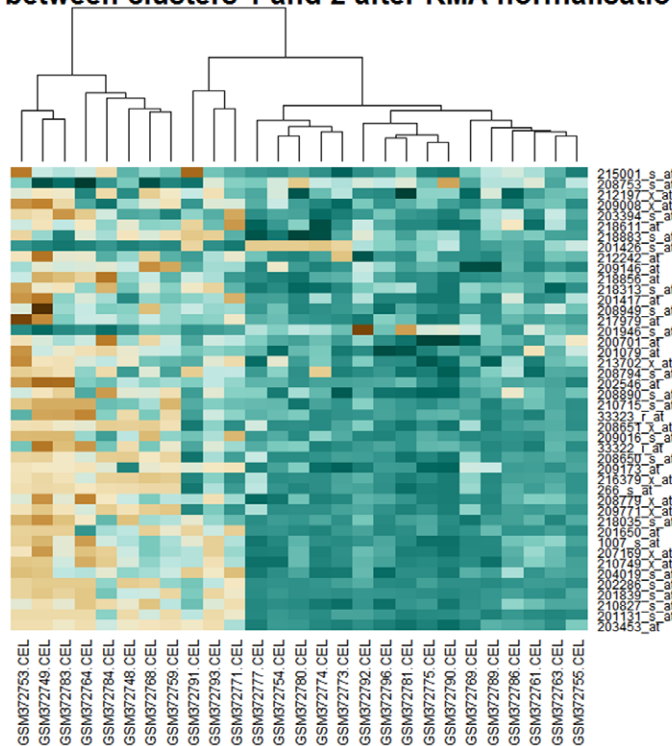 between clusters 1 and 2 after RMA normalisatio
215001_s_at
208753_s_at
212197_x_at
209008_x_at
203394_s_at
218611_at
218883_s_at
201426_s_at
212242_at
209146_at
218856_at
218313_s_at
201417_at
208949_s_at
217979_at
201946_s_at
200701_at
201079_at
213702_x_at
208794_s_at
202546_at
208890_s_at
210715_s_at
33323_r_at
208651_x_at
209016_s_at
208650_s_at
209173_at
216379_x_at
266_s_at
208779_x_at
209771_x_at
218035_s_at
201650_at
1007_s_at
207169_x_at
210749_x_at
204019_s_at
202286_s_at
201839_s_at
210827_s_at
201131_s_at
203453_at
GSM372753.CEL
GSM372749.CEL
GSM372783.CEL
GSM372764.CEL
GSM372784.CEL
GSM372748.CEL
GSM372768.CEL
GSM372759.CEL
GSM372791.CEL
GSM372793.CEL
GSM372771.CEL
GSM372777.CEL
GSM372754.CEL
GSM372780.CEL
GSM372774.CEL
GSM372773.CEL
GSM372792.CEL
GSM372796.CEL
GSM372781.CEL
GSM372775.CEL
GSM372790.CEL
GSM372769.CEL
GSM372789.CEL
GSM372786.CEL
GSM372761.CEL
GSM372763.CEL
GSM372755.CEL